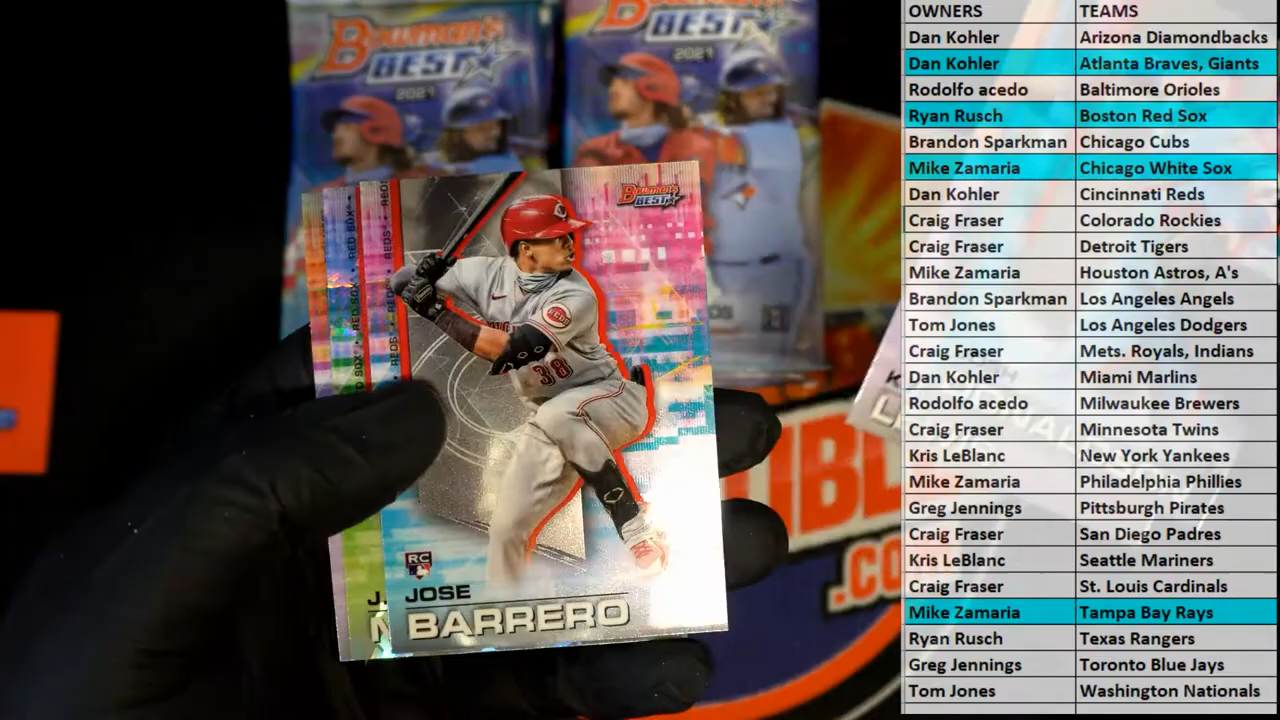 BOWMAN'S
BEST
2021
BOWMAN'S
BEST
2021
BOWMAN'S
BEST
RED SOX
REDS
REDS
38
RC
JOSE
BARRERO
J
N
IBL
.CO
OWNERS TEAMS
Dan Kohler Arizona Diamondbacks
Dan Kohler Atlanta Braves, Giants
Rodolfo acedo Baltimore Orioles
Ryan Rusch Boston Red Sox
Brandon Sparkman Chicago Cubs
Mike Zamaria Chicago White Sox
Dan Kohler Cincinnati Reds
Craig Fraser Colorado Rockies
Craig Fraser Detroit Tigers
Mike Zamaria Houston Astros, A's
Brandon Sparkman Los Angeles Angels
Tom Jones Los Angeles Dodgers
Craig Fraser Mets. Royals, Indians
Dan Kohler Miami Marlins
Rodolfo acedo Milwaukee Brewers
Craig Fraser Minnesota Twins
Kris LeBlanc New York Yankees
Mike Zamaria Philadelphia Phillies
Greg Jennings Pittsburgh Pirates
Craig Fraser San Diego Padres
Kris LeBlanc Seattle Mariners
Craig Fraser St. Louis Cardinals
Mike Zamaria Tampa Bay Rays
Ryan Rusch Texas Rangers
Greg Jennings Toronto Blue Jays
Tom Jones Washington Nationals